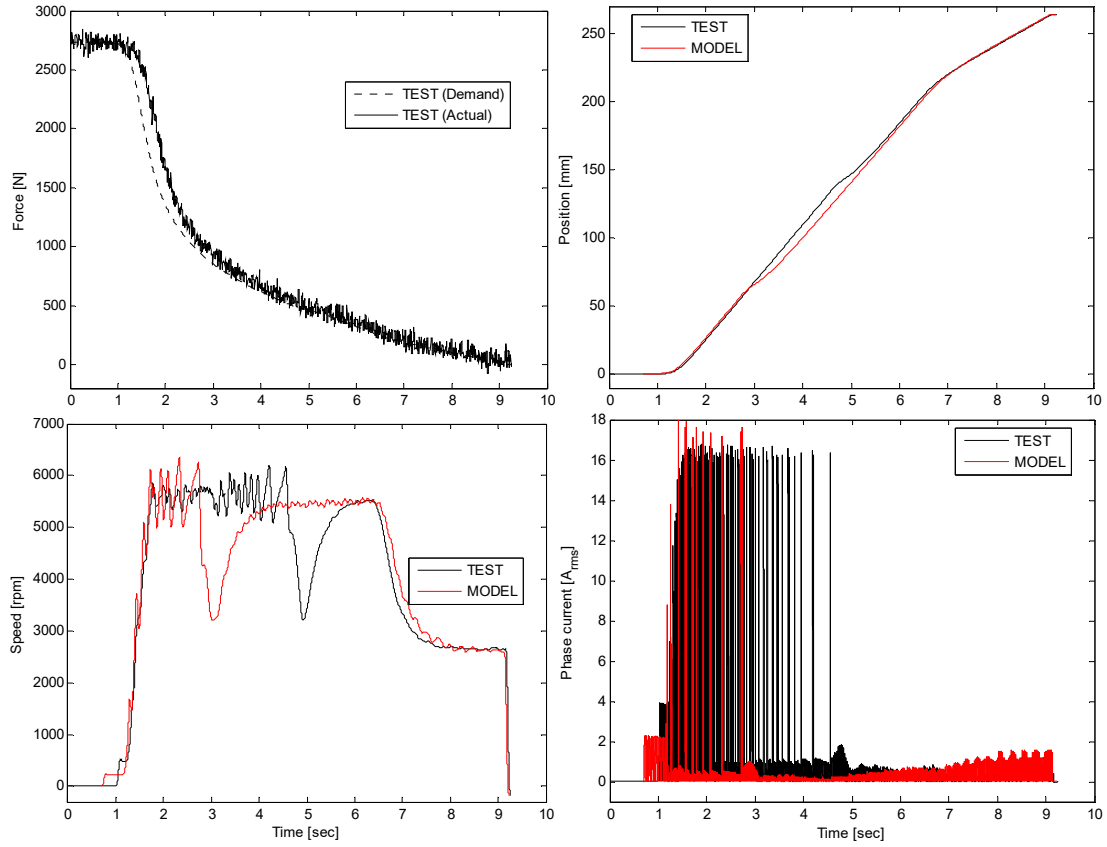 3000
2500
2000
1500
1000
500
0
Force [N]
TEST (Demand)
TEST (Actual)
0 1 2 3 4 5 6 7 8 9 10
250
200
150
100
50
0
Position [mm]
TEST
MODEL
0 1 2 3 4 5 6 7 8 9 10
7000
6000
5000
4000
3000
2000
1000
0
Speed [rpm]
TEST
MODEL
0 1 2 3 4 5 6 7 8 9 10
Time [sec]
18
16
14
12
10
8
6
4
2
0
Phase current [Arms]
TEST
MODEL
0 1 2 3 4 5 6 7 8 9 10
Time [sec]